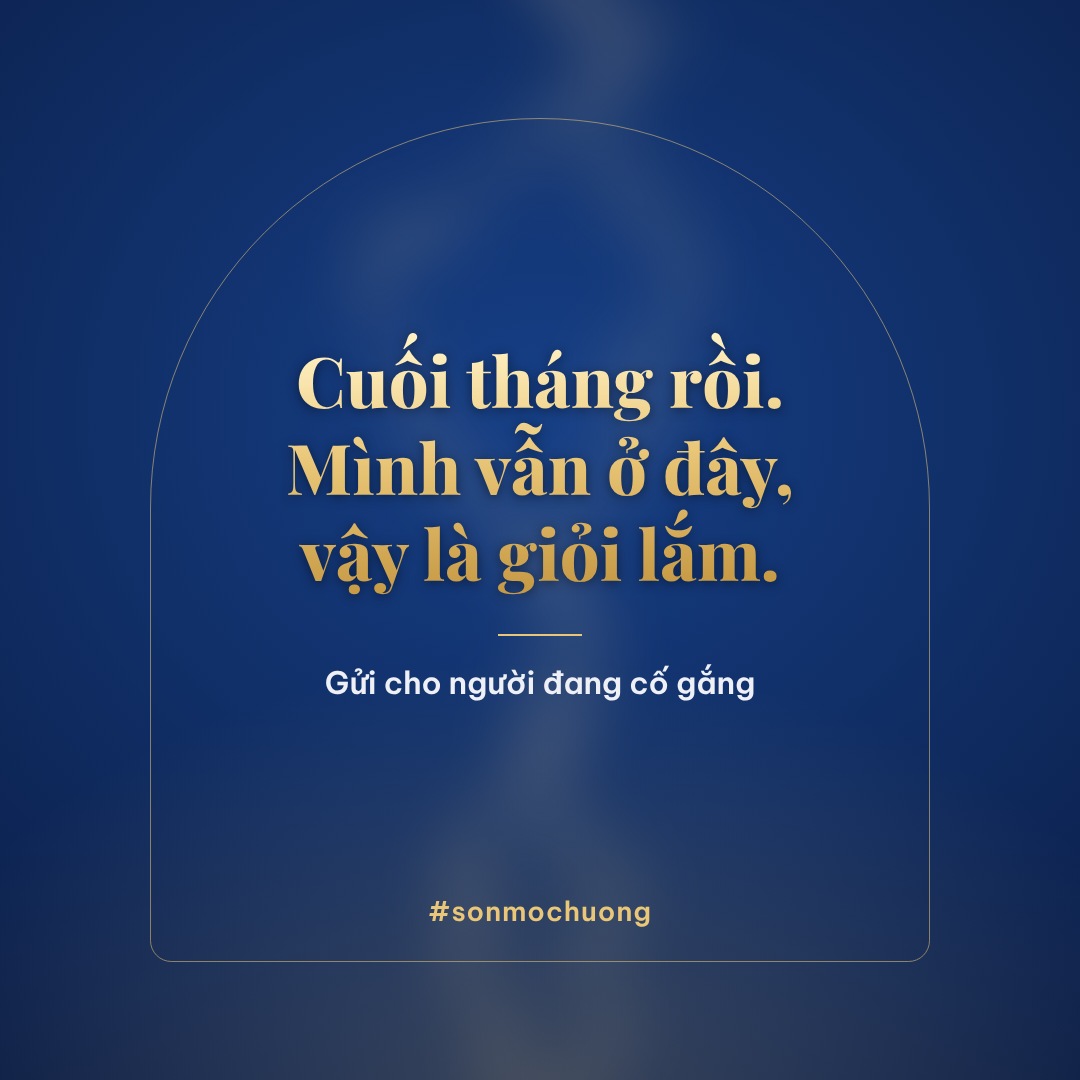 Cuối tháng rồi.
Mình vẫn ở đây,
vậy là giỏi lắm.
Gửi cho người đang cố gắng
#sonmochuong